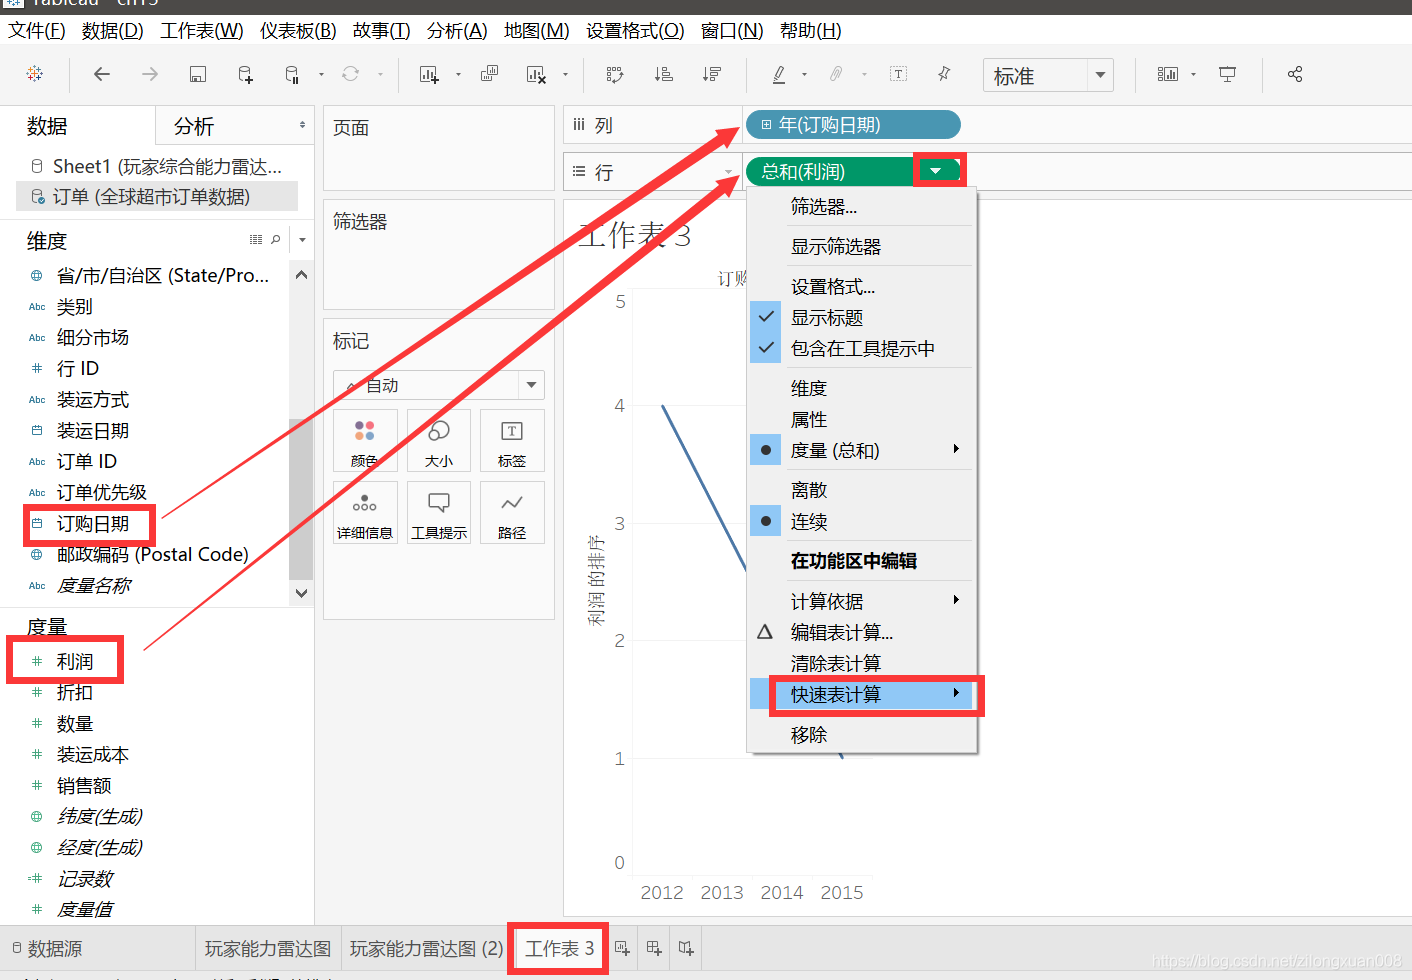 Tableau - ch15
文件(F) 数据(D) 工作表(W) 仪表板(B) 故事(T) 分析(A) 地图(M) 设置格式(O) 窗口(N) 帮助(H)
标准
数据 分析
Sheet1 (玩家综合能力雷达...
订单 (全球超市订单数据)
维度
省/市/自治区 (State/Pro...
Abc 类别
Abc 细分市场
行 ID
Abc 装运方式
装运日期
Abc 订单 ID
Abc 订单优先级
订购日期
邮政编码 (Postal Code)
Abc 度量名称
度量
利润
折扣
数量
装运成本
销售额
纬度(生成)
经度(生成)
记录数
度量值
页面
筛选器
标记
自动
颜色 大小 标签
详细信息 工具提示 路径
列 年(订购日期)
行 总和(利润)
工作表 3
订购
利润 的排序
5
4
3
2
1
0
2012 2013 2014 2015
筛选器...
显示筛选器
设置格式...
显示标题
包含在工具提示中
维度
属性
度量 (总和)
离散
连续
在功能区中编辑
计算依据
编辑表计算...
清除表计算
快速表计算
移除
数据源 玩家能力雷达图 玩家能力雷达图 (2) 工作表 3
https://blog.csdn.net/zilongxuan008